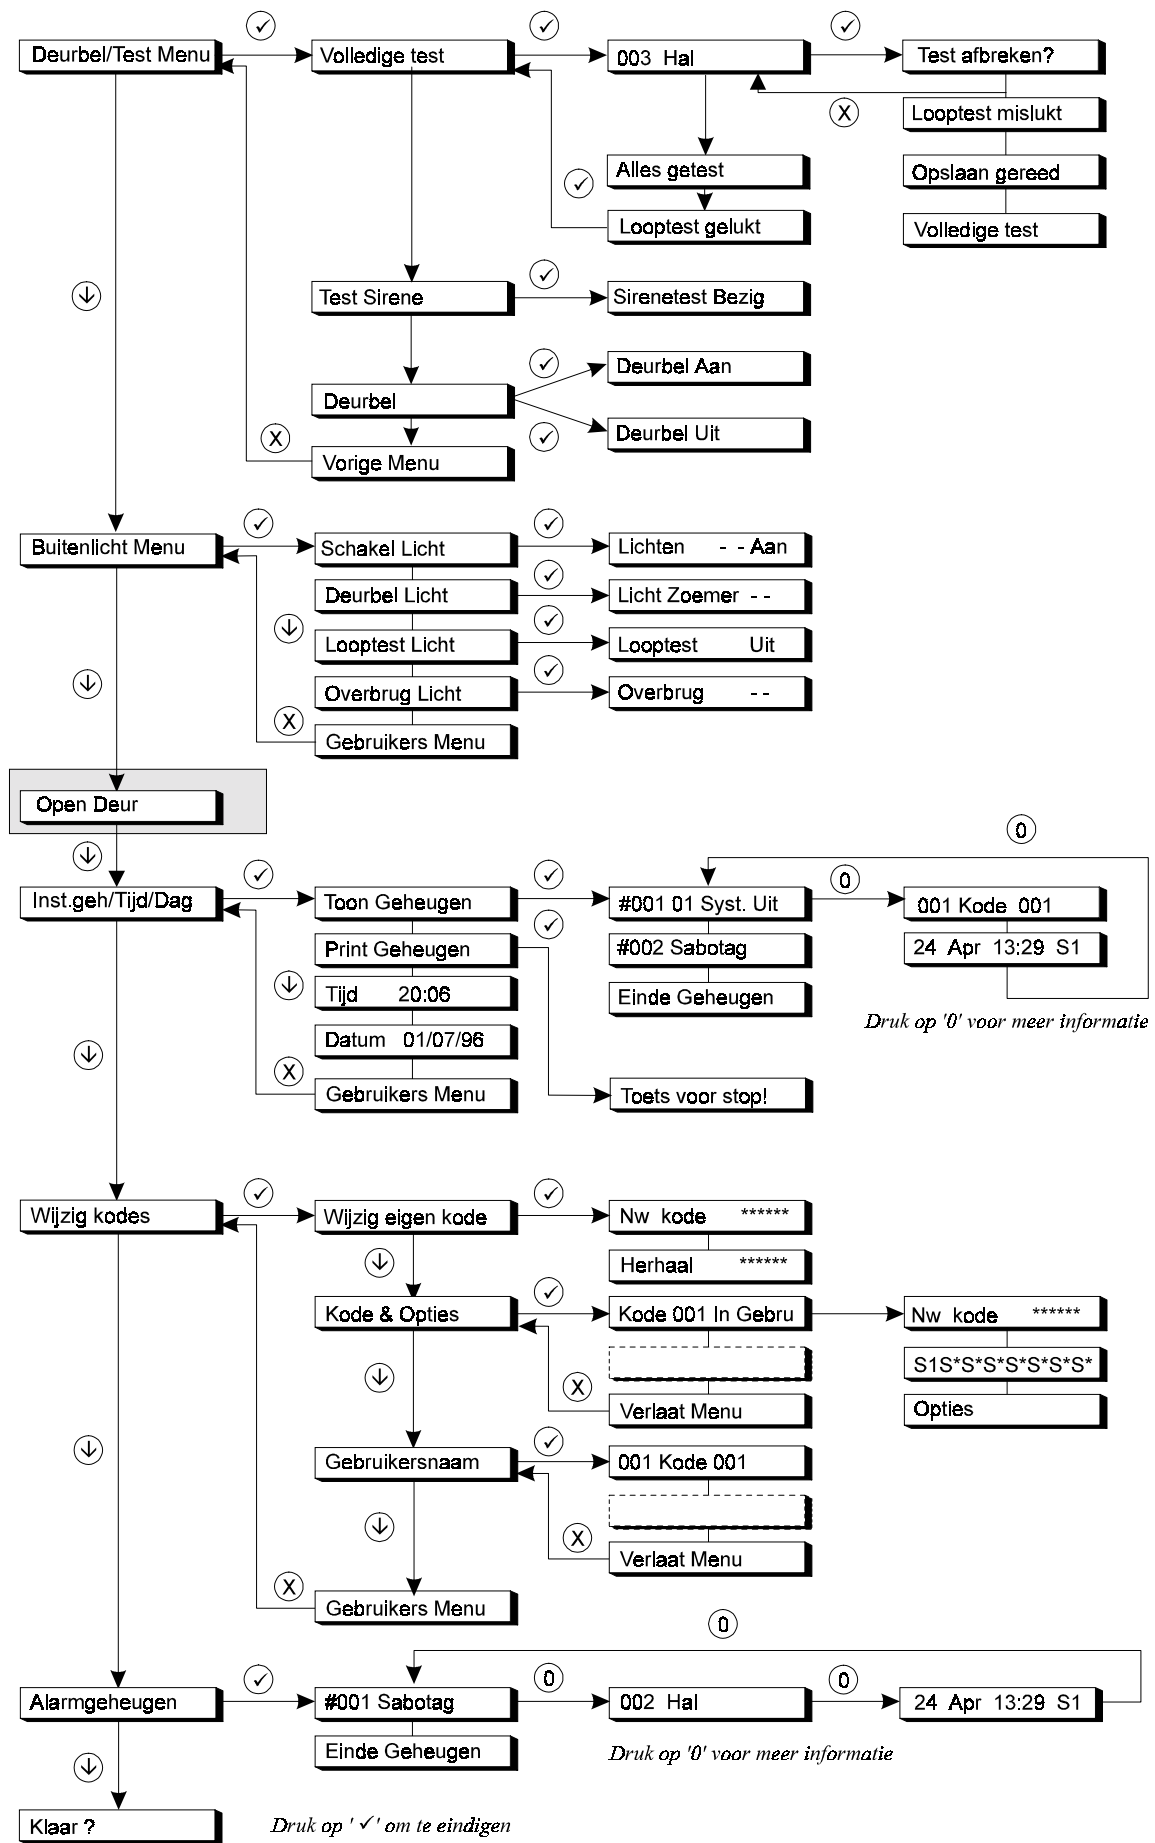 Deurbel/Test Menu
✓
Volledige test
✓
003 Hal
✓
Test afbreken?
X
Looptest mislukt
Alles getest
✓
Opslaan gereed
Looptest gelukt
Volledige test
↓
Test Sirene
✓
Sirenetest Bezig
Deurbel
✓
Deurbel Aan
✓
Deurbel Uit
X
Vorige Menu
Buitenlicht Menu
✓
Schakel Licht
✓
Lichten - - Aan
Deurbel Licht
✓
Licht Zoemer - -
↓
Looptest Licht
✓
Looptest Uit
↓
Overbrug Licht
✓
Overbrug - -
X
Gebruikers Menu
Open Deur
↓
0
Inst.geh/Tijd/Dag
✓
Toon Geheugen
✓
#001 01 Syst. Uit
0
001 Kode 001
Print Geheugen
✓
#002 Sabotag
24 Apr 13:29 S1
↓
Tijd 20:06
Einde Geheugen
Druk op '0' voor meer informatie
↓
Datum 01/07/96
X
Gebruikers Menu
Toets voor stop!
Wijzig kodes
✓
Wijzig eigen kode
✓
Nw kode ******
↓
Herhaal ******
Kode & Opties
✓
Kode 001 In Gebru
Nw kode ******
S1S*S*S*S*S*S*S*
↓
X
Verlaat Menu
Opties
↓
Gebruikersnaam
✓
001 Kode 001
↓
X
Verlaat Menu
X
Gebruikers Menu
0
Alarmgeheugen
✓
#001 Sabotag
0
002 Hal
0
24 Apr 13:29 S1
↓
Einde Geheugen
Druk op '0' voor meer informatie
Klaar ?
Druk op ' ✓' om te eindigen